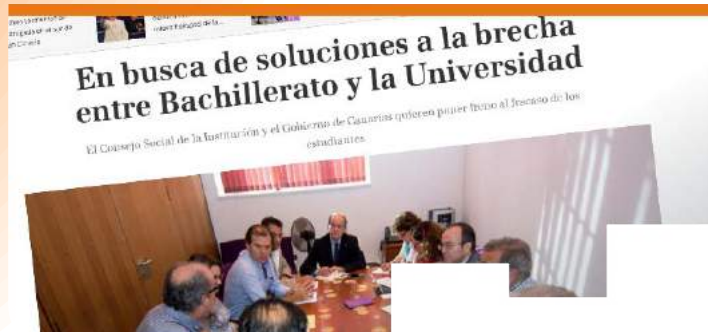 En busca de soluciones a la brecha
entre Bachillerato y la Universidad
El Consejo Social de la Institución y el Gobierno de Canarias quieren poner freno al fracaso de los
estudiantes